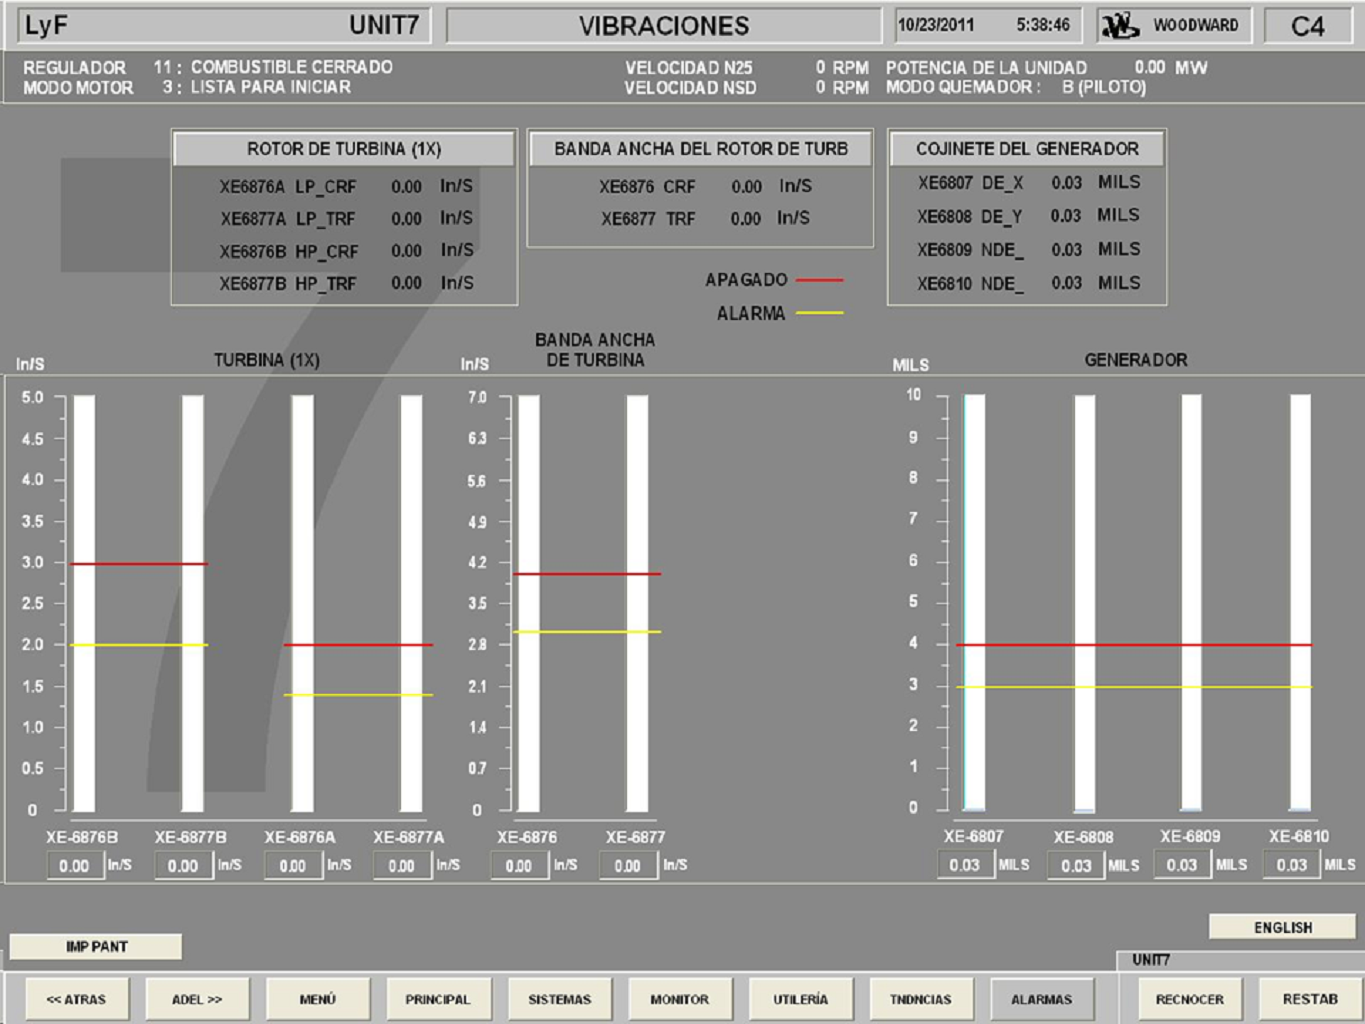 LyF UNIT7 VIBRACIONES 10/23/2011 5:38:46 WOODWARD C4
REGULADOR 11 : COMBUSTIBLE CERRADO VELOCIDAD N25 0 RPM POTENCIA DE LA UNIDAD 0.00 MW
MODO MOTOR 3 : LISTA PARA INICIAR VELOCIDAD NSD 0 RPM MODO QUEMADOR : B (PILOTO)
ROTOR DE TURBINA (1X)
XE6876A LP_CRF 0.00 In/S
XE6877A LP_TRF 0.00 In/S
XE6876B HP_CRF 0.00 In/S
XE6877B HP_TRF 0.00 In/S
BANDA ANCHA DEL ROTOR DE TURB
XE6876 CRF 0.00 In/S
XE6877 TRF 0.00 In/S
COJINETE DEL GENERADOR
XE6807 DE_X 0.03 MILS
XE6808 DE_Y 0.03 MILS
XE6809 NDE_ 0.03 MILS
XE6810 NDE_ 0.03 MILS
APAGADO
ALARMA
In/S TURBINA (1X)
5.0
4.5
4.0
3.5
3.0
2.5
2.0
1.5
1.0
0.5
0
XE-6876B XE-6877B XE-6876A XE-6877A
0.00 In/S 0.00 In/S 0.00 In/S 0.00 In/S
BANDA ANCHA
In/S DE TURBINA
7.0
6.3
5.6
4.9
4.2
3.5
2.8
2.1
1.4
0.7
0
XE-6876 XE-6877
0.00 In/S 0.00 In/S
MILS GENERADOR
10
9
8
7
6
5
4
3
2
1
0
XE-6807 XE-6808 XE-6809 XE-6810
0.03 MILS 0.03 MILS 0.03 MILS 0.03 MILS
ENGLISH
IMP PANT
UNIT7
<< ATRAS ADEL >> MENÚ PRINCIPAL SISTEMAS MONITOR UTILERÍA TNDNCIAS ALARMAS RECNOCER RESTAB